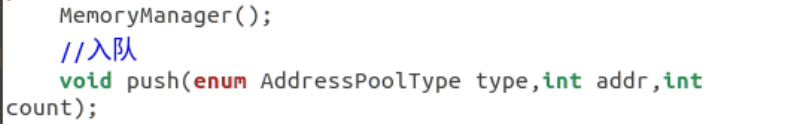 MemoryManager();
//入队
void push(enum AddressPoolType type,int addr,int
count);